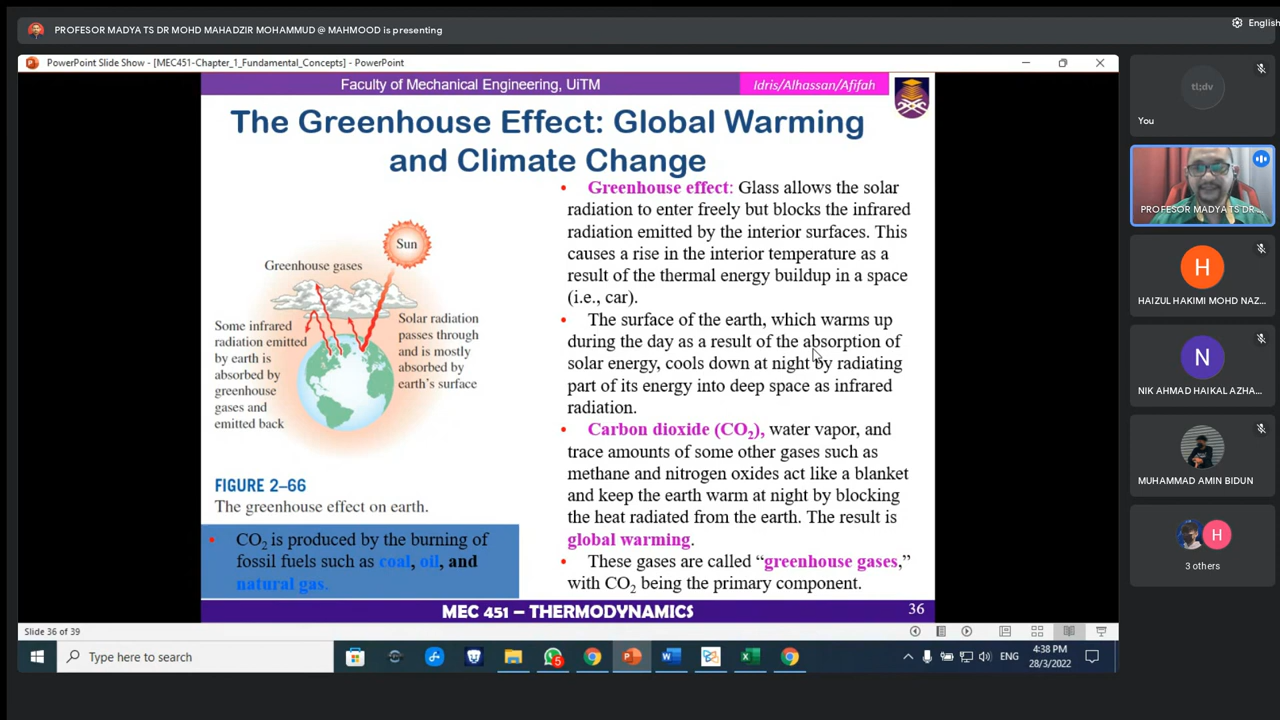 PROFESOR MADYA TS DR MOHD MAHADZIR MOHAMMUD @ MAHMOOD is presenting
English
PowerPoint Slide Show - [MEC451-Chapter_1_Fundamental_Concepts] - PowerPoint
Faculty of Mechanical Engineering, UiTM
Idris/Alhassan/Afifah
The Greenhouse Effect: Global Warming
and Climate Change
Sun
Greenhouse gases
Some infrared
radiation emitted
by earth is
absorbed by
greenhouse
gases and
emitted back
Solar radiation
passes through
and is mostly
absorbed by
earth's surface
FIGURE 2–66
The greenhouse effect on earth.
• CO₂ is produced by the burning of
fossil fuels such as coal, oil, and
natural gas.
• Greenhouse effect: Glass allows the solar
radiation to enter freely but blocks the infrared
radiation emitted by the interior surfaces. This
causes a rise in the interior temperature as a
result of the thermal energy buildup in a space
(i.e., car).
• The surface of the earth, which warms up
during the day as a result of the absorption of
solar energy, cools down at night by radiating
part of its energy into deep space as infrared
radiation.
• Carbon dioxide (CO₂), water vapor, and
trace amounts of some other gases such as
methane and nitrogen oxides act like a blanket
and keep the earth warm at night by blocking
the heat radiated from the earth. The result is
global warming.
• These gases are called “greenhouse gases,”
with CO₂ being the primary component.
MEC 451 – THERMODYNAMICS
36
Slide 36 of 39
Type here to search
5
ENG
4:38 PM
28/3/2022
tl;dv
You
PROFESOR MADYA TS DR ...
H
HAIZUL HAKIMI MOHD NAZ...
N
NIK AHMAD HAIKAL AZHA...
MUHAMMAD AMIN BIDUN
H
3 others